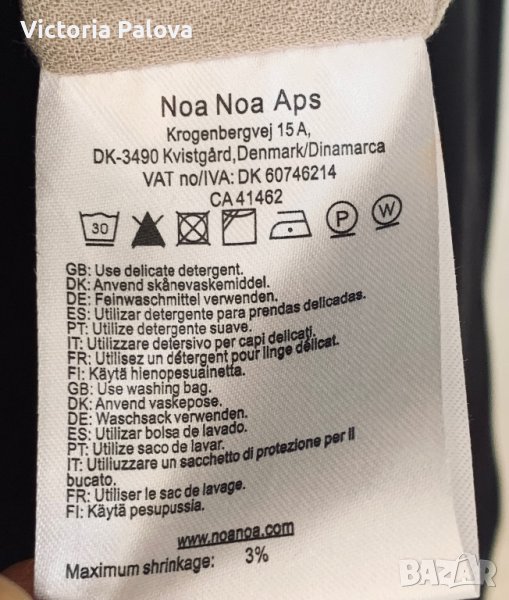 Victoria Palova
Noa Noa Aps
Krogenbergvej 15 A,
DK-3490 Kvistgård,Denmark/Dinamarca
VAT no/IVA: DK 60746214
CA 41462
30
P
W
GB: Use delicate detergent.
DK: Anvend skånevaskemiddel.
DE: Feinwaschmittel verwenden.
ES: Utilizar detergente para prendas delicadas.
PT: Utilize detergente suave.
IT: Utilizzare detersivo per capi delicati.
FR: Utilisez un détergent pour linge délicat.
FI: Käytä hienopesuainetta.
GB: Use washing bag.
DK: Anvend vaskepose.
DE: Waschsack verwenden.
ES: Utilizar bolsa de lavado.
PT: Utilize saco de lavar.
IT: Utiliuzzare un sacchetto di protezione per il
bucato.
FR: Utiliser le sac de lavage.
FI: Käytä pesupussia.
www.noanoa.com
Maximum shrinkage: 3%
BAZAR